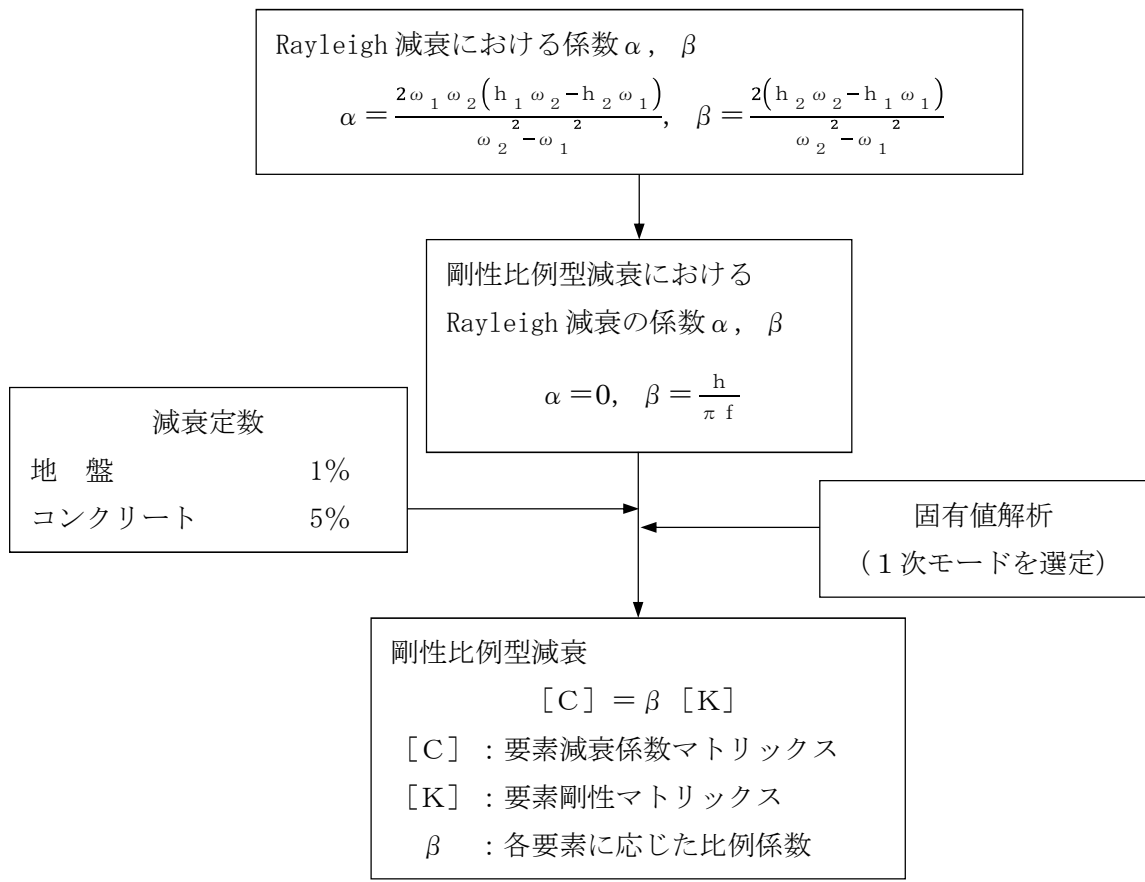 Rayleigh 減衰における係数α, β
α=2ω₁ω₂(h₁ω₂-h₂ω₁)/(ω₂²-ω₁²), β=2(h₂ω₂-h₁ω₁)/(ω₂²-ω₁²)
剛性比例型減衰における
Rayleigh 減衰の係数α, β
α=0, β=h/(πf)
減衰定数
地 盤 1%
コンクリート 5%
固有値解析
(1次モードを選定)
剛性比例型減衰
[C]=β[K]
[C]:要素減衰係数マトリックス
[K]:要素剛性マトリックス
β :各要素に応じた比例係数